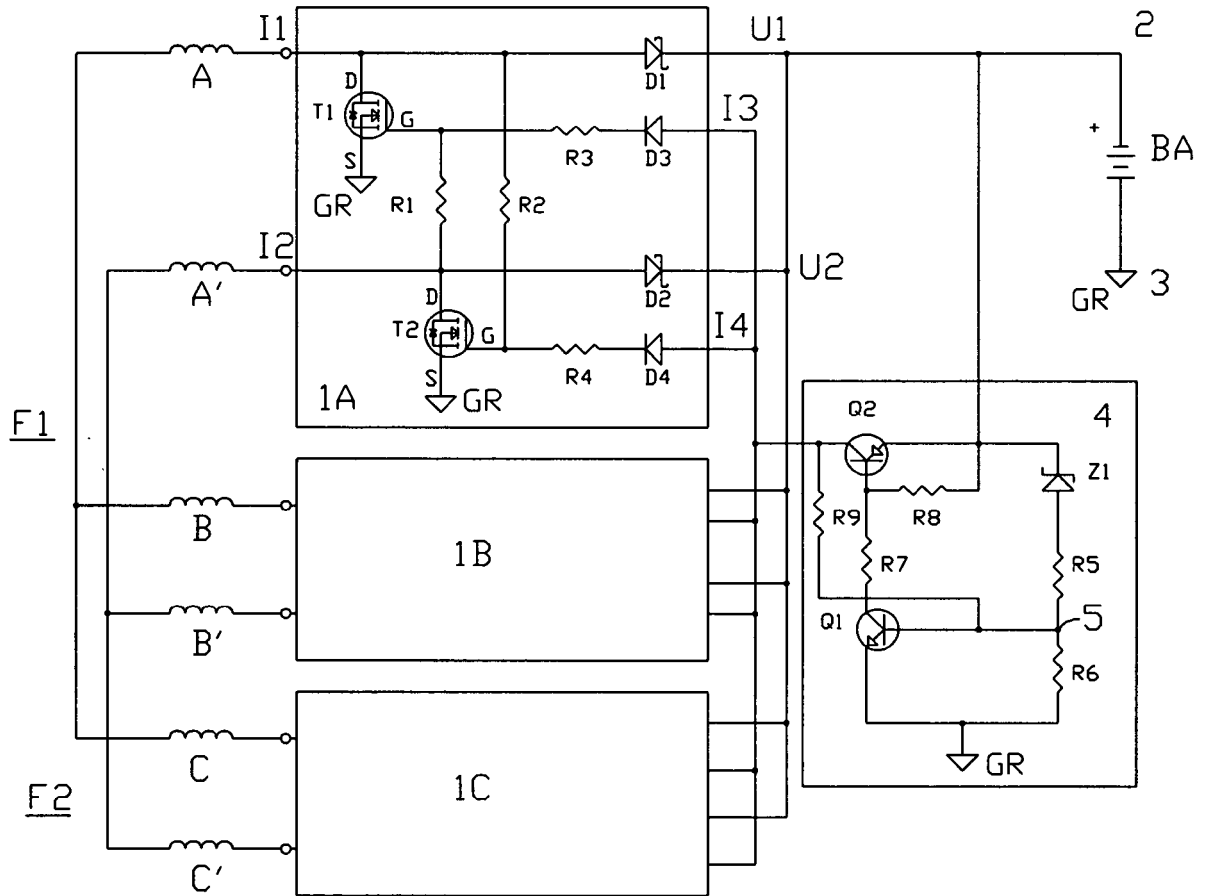 I1
U1
2
A
D
T1
G
S
GR
D1
I3
R3
D3
+
BA
R1
R2
I2
A'
D
T2
G
S
GR
U2
D2
I4
R4
D4
GR
3
1A
F1
Q2
4
Z1
R9
R8
R7
R5
B
1B
B'
Q1
5
R6
C
1C
GR
F2
C'